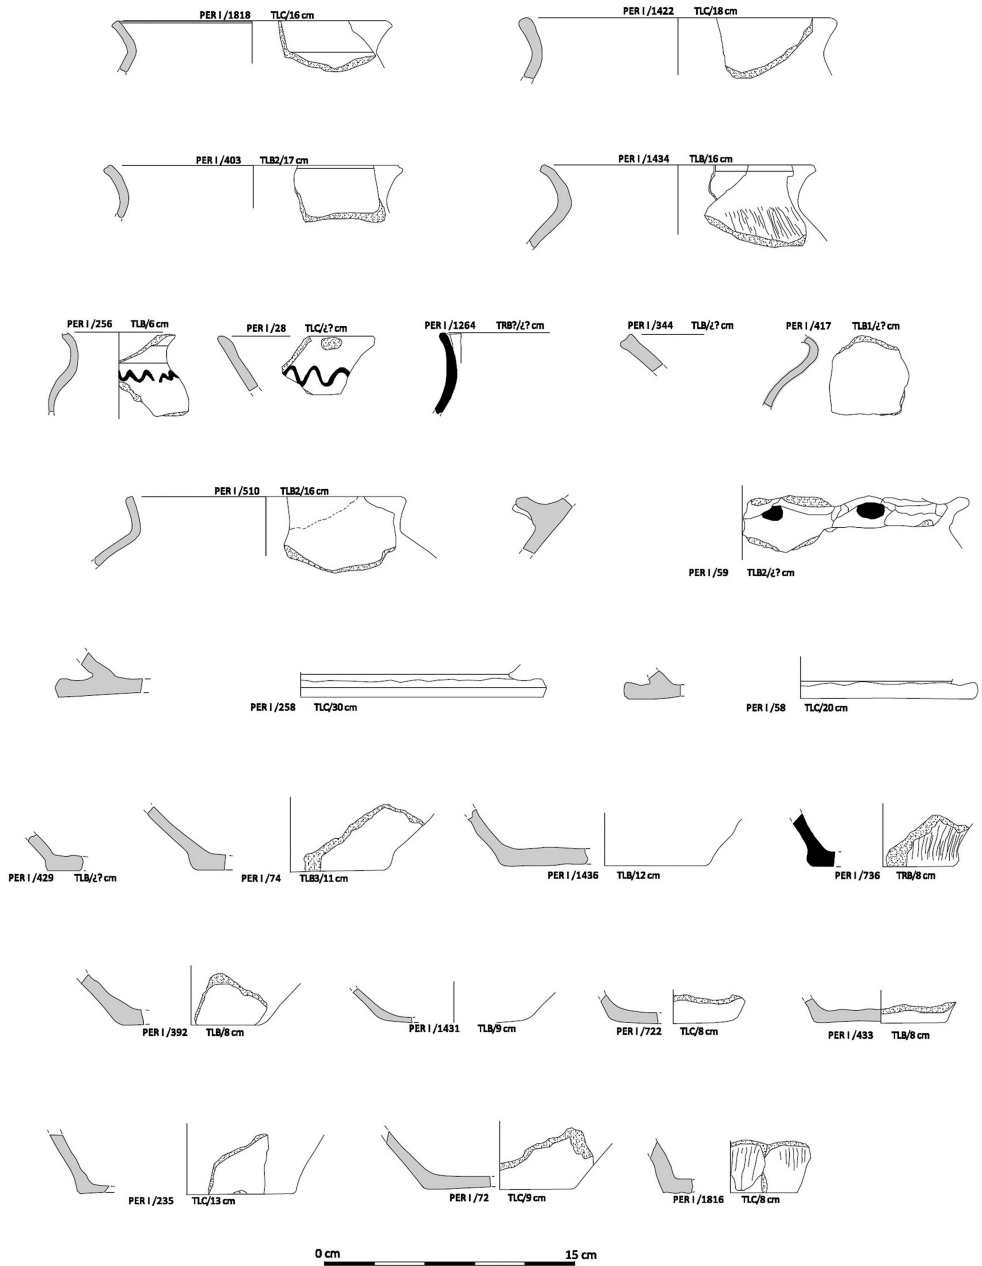 PER I /1818 TLC/16 cm
PER I /1422 TLC/18 cm
PER I /403 TLB2/17 cm
PER I /1434 TLB/16 cm
PER I /256 TLB/6 cm
PER I /28 TLC/¿? cm
PER I /1264 TRB?/¿? cm
PER I /344 TLB/¿? cm
PER I /417 TLB1/¿? cm
PER I /510 TLB2/16 cm
PER I /59 TLB2/¿? cm
PER I /258 TLC/30 cm
PER I /58 TLC/20 cm
PER I /429 TLB/¿? cm
PER I /74 TLB3/11 cm
PER I /1436 TLB/12 cm
PER I /736 TRB/8 cm
PER I /392 TLB/8 cm
PER I /1431 TLB/9 cm
PER I /722 TLC/8 cm
PER I /433 TLB/8 cm
PER I /235 TLC/13 cm
PER I /72 TLC/9 cm
PER I /1816 TLC/8 cm
0 cm 15 cm